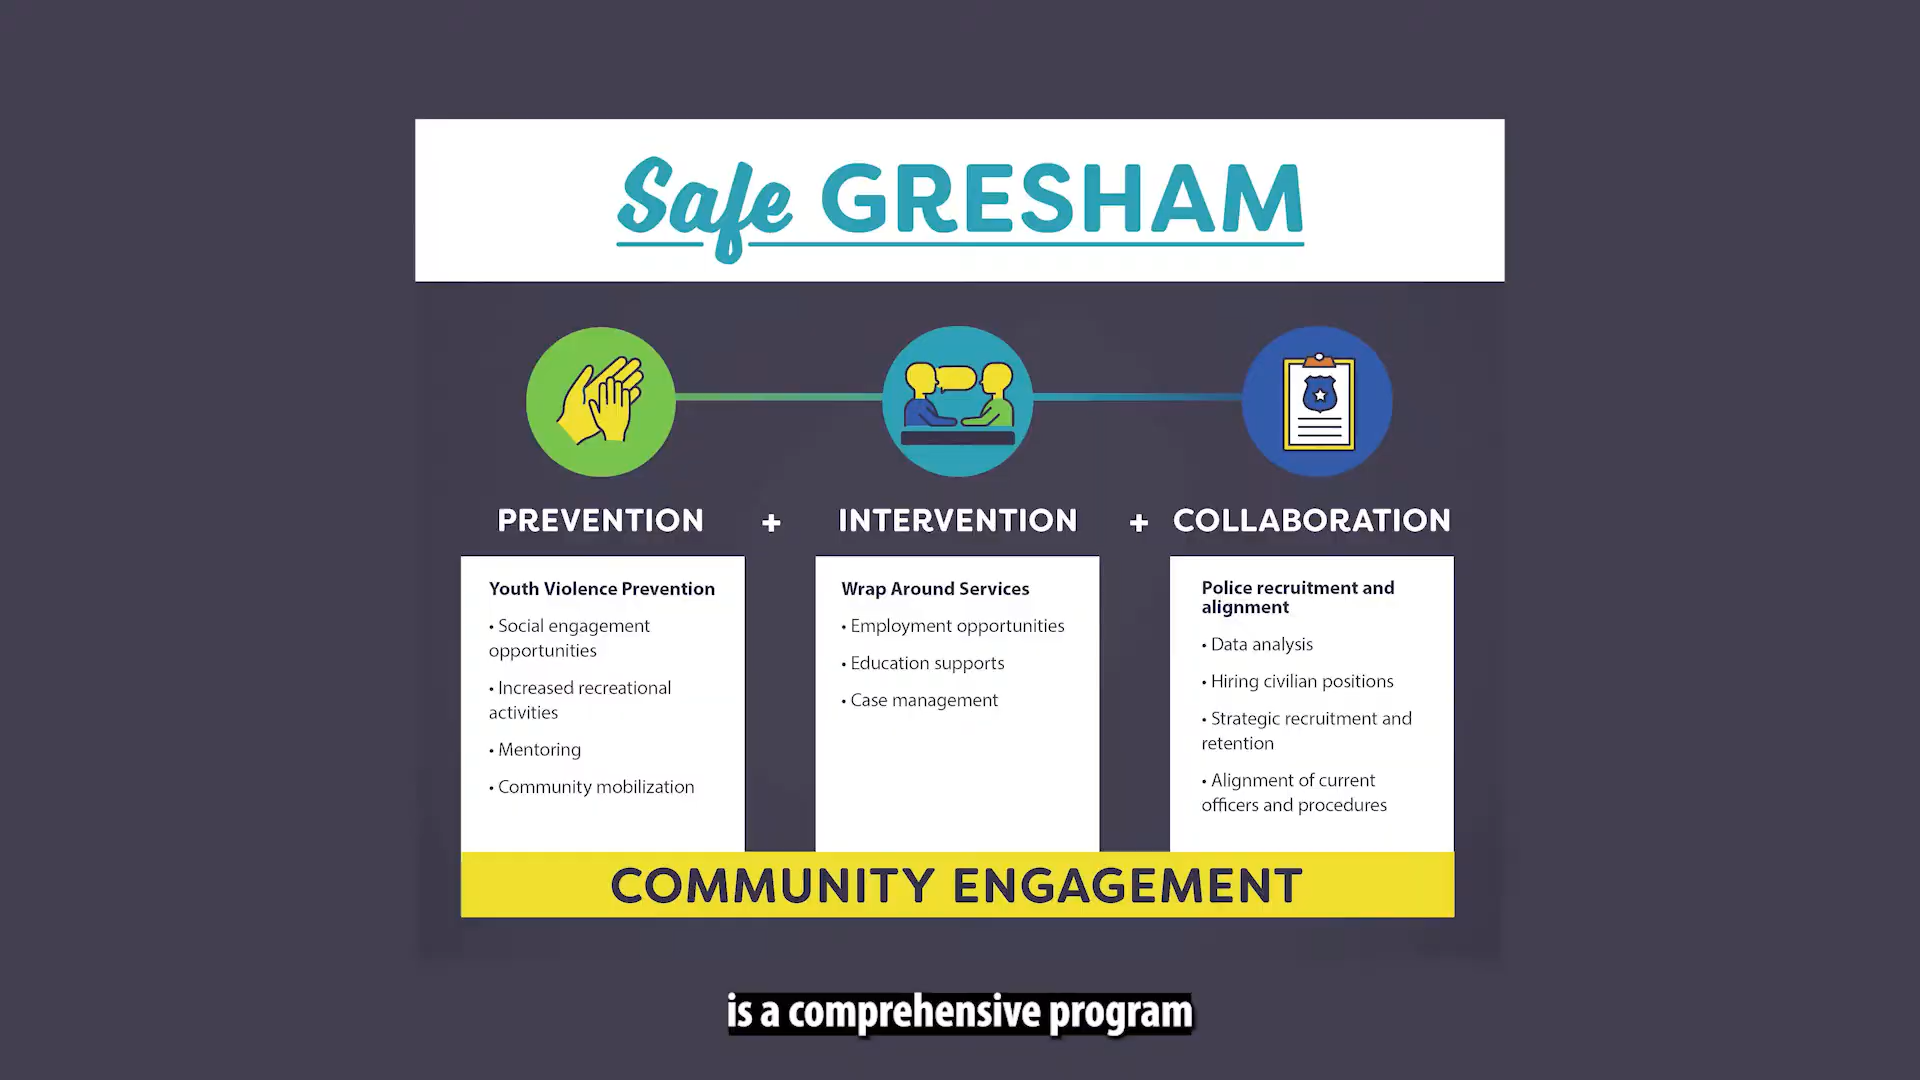 Safe GRESHAM
PREVENTION + INTERVENTION + COLLABORATION
Youth Violence Prevention
• Social engagement
opportunities
• Increased recreational
activities
• Mentoring
• Community mobilization
Wrap Around Services
• Employment opportunities
• Education supports
• Case management
Police recruitment and
alignment
• Data analysis
• Hiring civilian positions
• Strategic recruitment and
retention
• Alignment of current
officers and procedures
COMMUNITY ENGAGEMENT
is a comprehensive program